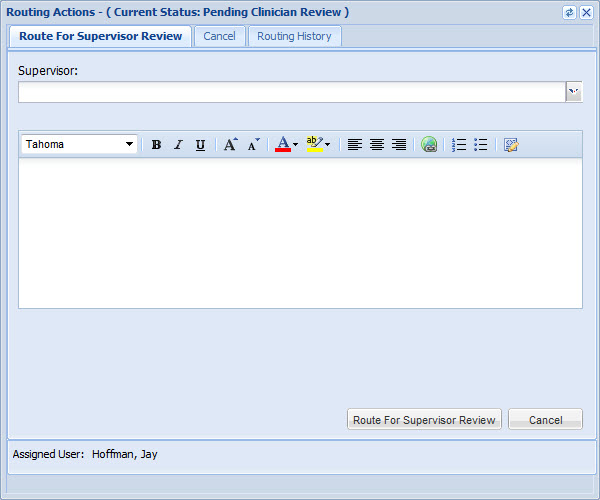 Routing Actions - ( Current Status: Pending Clinician Review )
Route For Supervisor Review Cancel Routing History
Supervisor:
Tahoma B I U A A A ab
Route For Supervisor Review Cancel
Assigned User: Hoffman, Jay